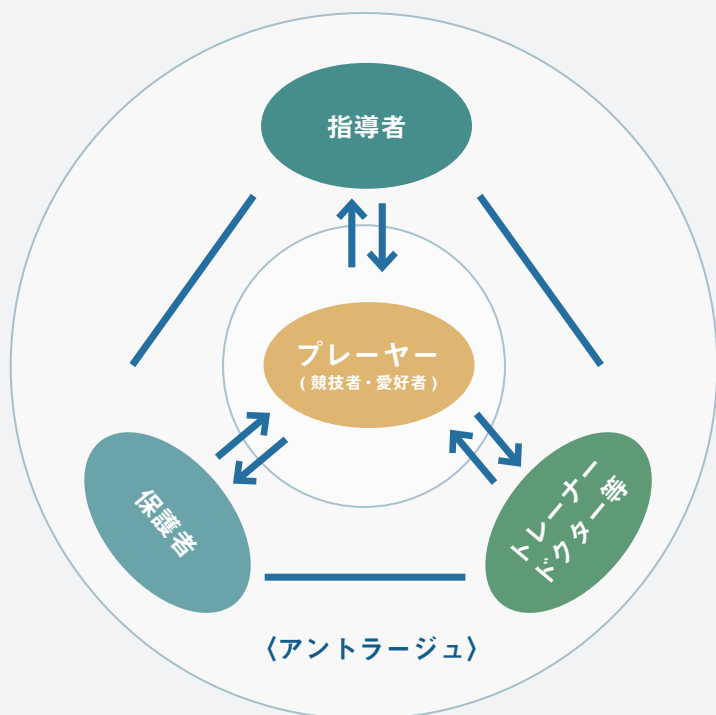 指導者
プレーヤー
(競技者・愛好者)
保護者
トレーナー
ドクター等
〈アントラージュ〉